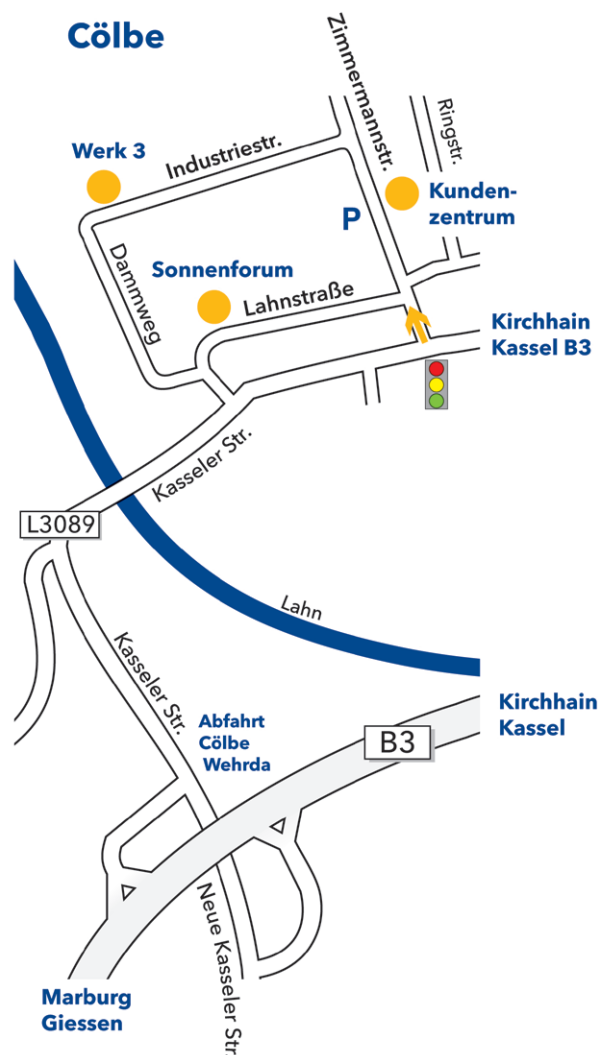 Cölbe
Zimmermannstr.
Ringstr.
Werk 3
Industriestr.
Kunden-
zentrum
P
Dammweg
Sonnenforum
Lahnstraße
Kirchhain
Kassel B3
Kasseler Str.
L3089
Lahn
Kasseler Str.
Abfahrt
Cölbe
Wehrda
Kirchhain
Kassel
B3
Neue Kasseler Str.
Marburg
Giessen